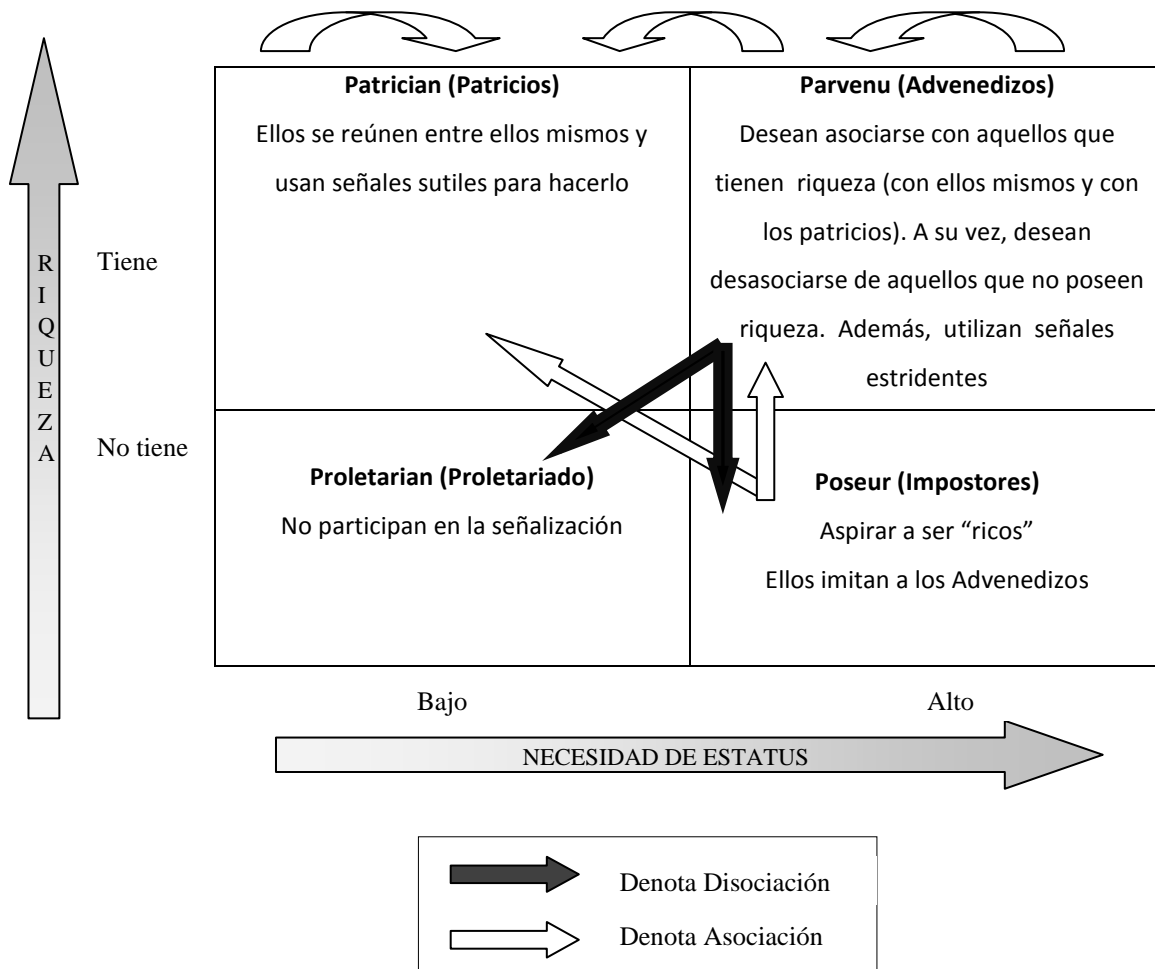 Patrician (Patricios)
Ellos se reúnen entre ellos mismos y
usan señales sutiles para hacerlo
Parvenu (Advenedizos)
Desean asociarse con aquellos que
tienen riqueza (con ellos mismos y con
los patricios). A su vez, desean
desasociarse de aquellos que no poseen
riqueza. Además, utilizan señales
estridentes
RIQUEZA
Tiene
No tiene
Proletarian (Proletariado)
No participan en la señalización
Poseur (Impostores)
Aspirar a ser “ricos”
Ellos imitan a los Advenedizos
Bajo
Alto
NECESIDAD DE ESTATUS
Denota Disociación
Denota Asociación